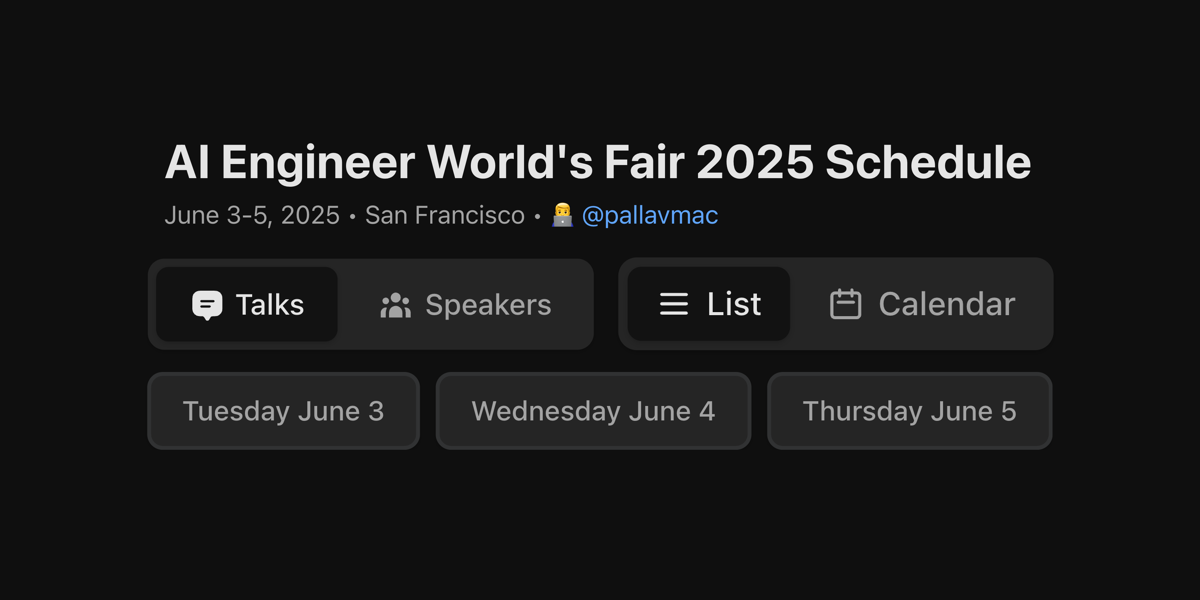 AI Engineer World's Fair 2025 Schedule
June 3-5, 2025 • San Francisco • 👨‍💻 @pallavmac
Talks Speakers List Calendar
Tuesday June 3 Wednesday June 4 Thursday June 5